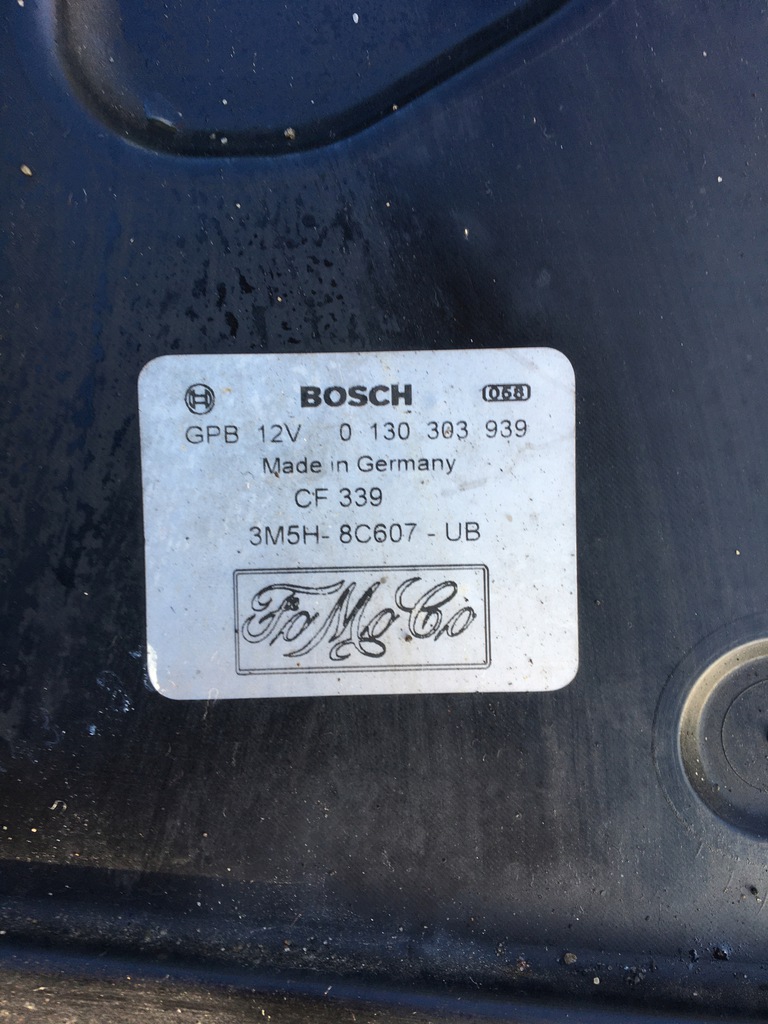 BOSCH 058
GPB 12V 0 130 303 939
Made in Germany
CF 339
3M5H- 8C607 - UB
FoMoCo